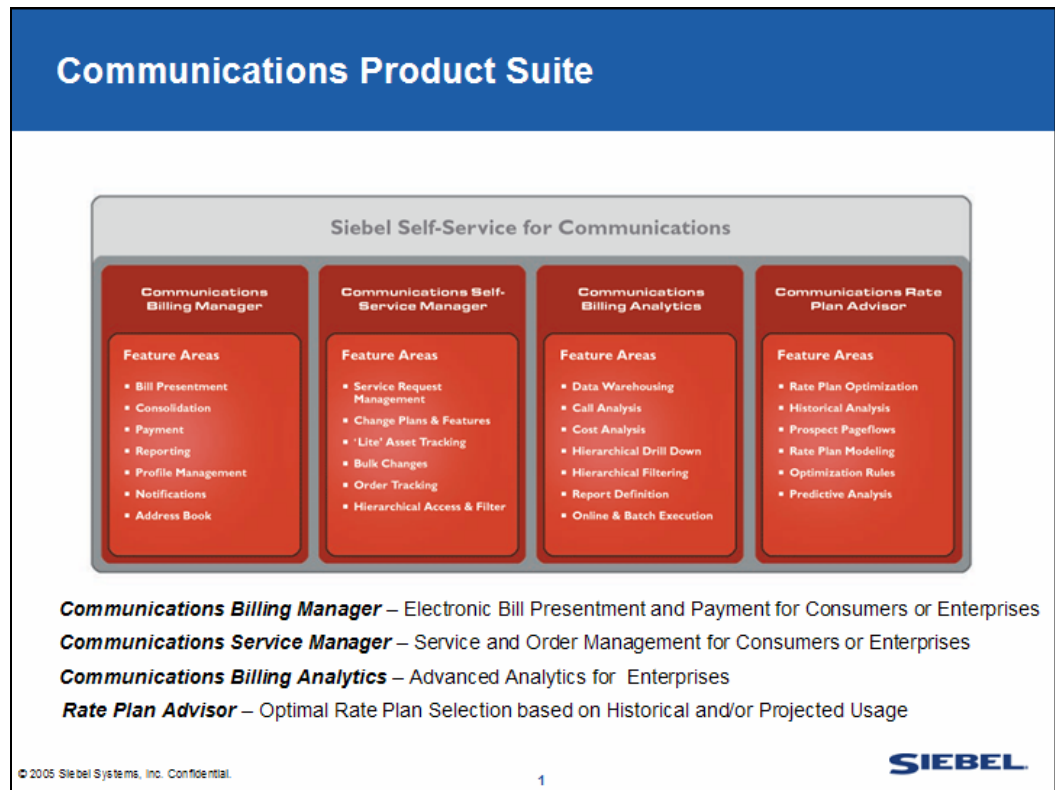 Communications Product Suite
Siebel Self-Service for Communications
Communications
Billing Manager
Feature Areas
▪ Bill Presentment
▪ Consolidation
▪ Payment
▪ Reporting
▪ Profile Management
▪ Notifications
▪ Address Book
Communications Self-
Service Manager
Feature Areas
▪ Service Request
Management
▪ Change Plans & Features
▪ ‘Lite’ Asset Tracking
▪ Bulk Changes
▪ Order Tracking
▪ Hierarchical Access & Filter
Communications
Billing Analytics
Feature Areas
▪ Data Warehousing
▪ Call Analysis
▪ Cost Analysis
▪ Hierarchical Drill Down
▪ Hierarchical Filtering
▪ Report Definition
▪ Online & Batch Execution
Communications Rate
Plan Advisor
Feature Areas
▪ Rate Plan Optimization
▪ Historical Analysis
▪ Prospect Pageflows
▪ Rate Plan Modeling
▪ Optimization Rules
▪ Predictive Analysis
Communications Billing Manager – Electronic Bill Presentment and Payment for Consumers or Enterprises
Communications Service Manager – Service and Order Management for Consumers or Enterprises
Communications Billing Analytics – Advanced Analytics for Enterprises
Rate Plan Advisor – Optimal Rate Plan Selection based on Historical and/or Projected Usage
© 2005 Siebel Systems, Inc. Confidential.
1
SIEBEL.